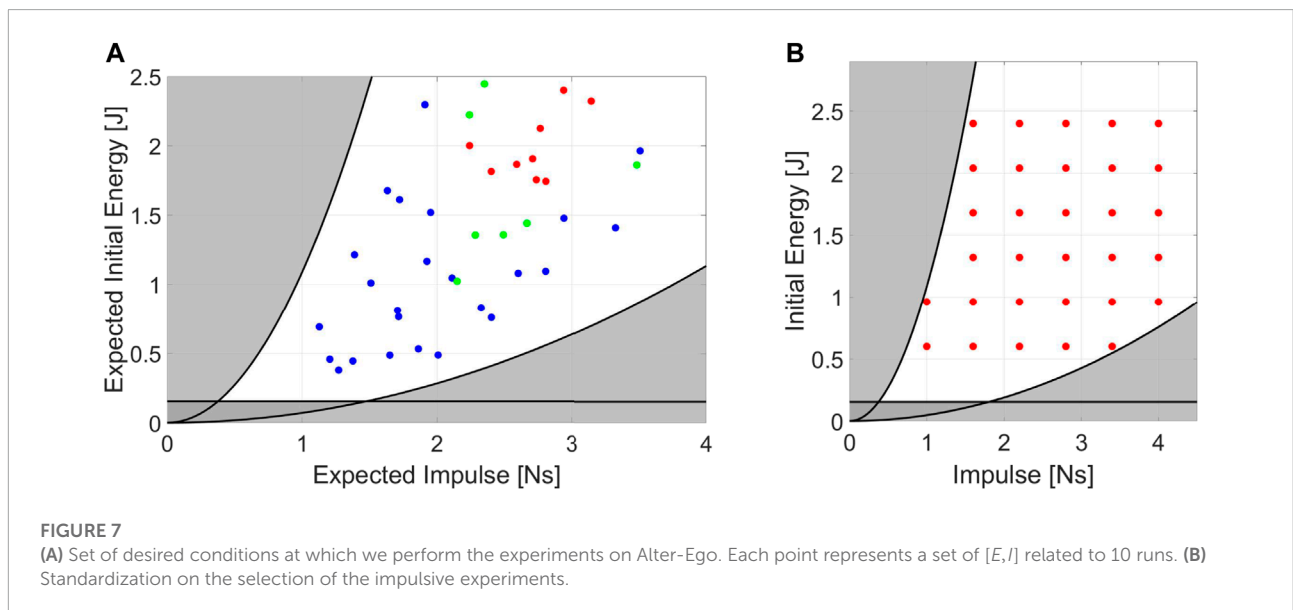 A
Expected Initial Energy [J]
2.5
2
1.5
1
0.5
0
0 1 2 3 4
Expected Impulse [Ns]
B
Initial Energy [J]
2.5
2
1.5
1
0.5
0
0 1 2 3 4
Impulse [Ns]
FIGURE 7
(A) Set of desired conditions at which we perform the experiments on Alter-Ego. Each point represents a set of [E,I] related to 10 runs. (B)
Standardization on the selection of the impulsive experiments.